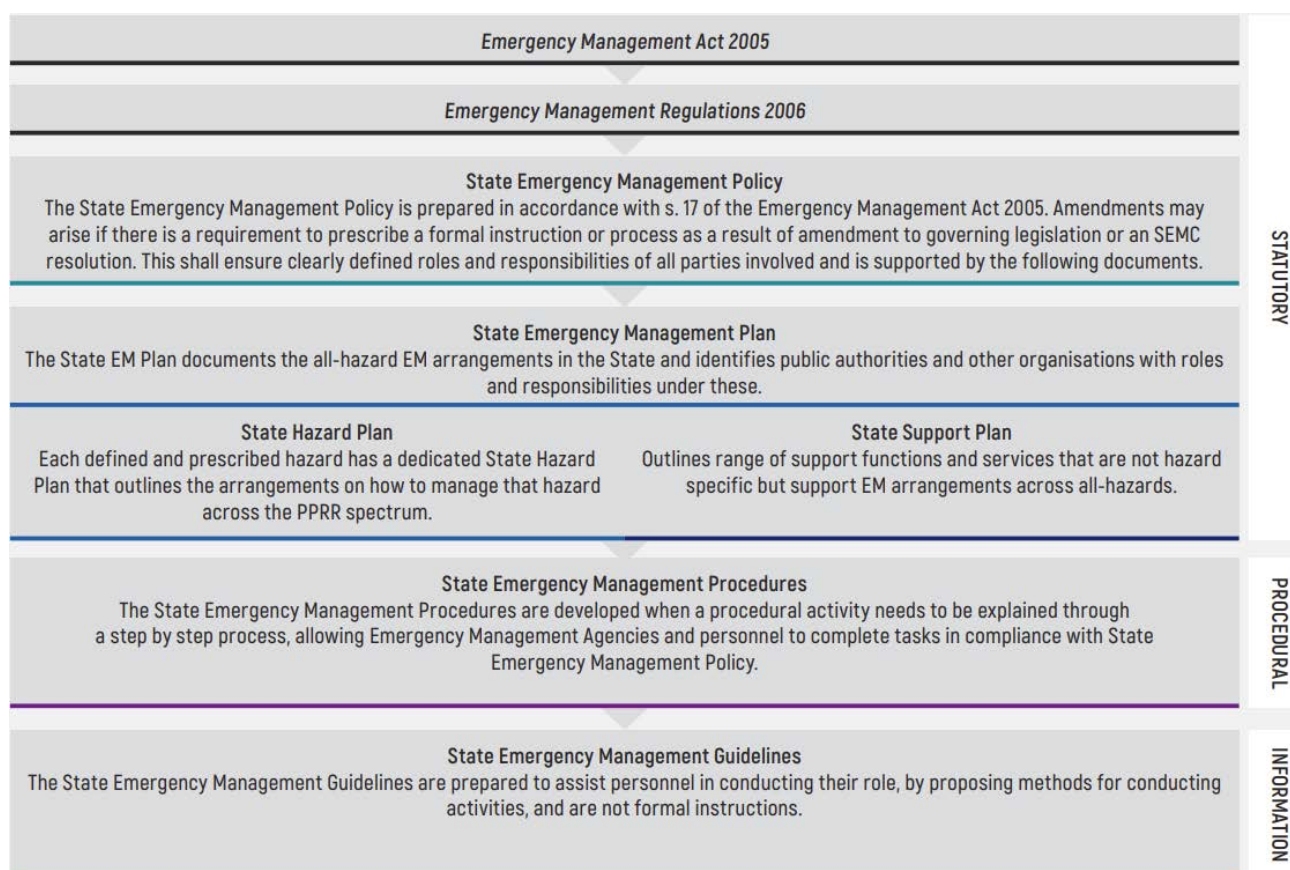 Emergency Management Act 2005
Emergency Management Regulations 2006
State Emergency Management Policy
The State Emergency Management Policy is prepared in accordance with s. 17 of the Emergency Management Act 2005. Amendments may
arise if there is a requirement to prescribe a formal instruction or process as a result of amendment to governing legislation or an SEMC
resolution. This shall ensure clearly defined roles and responsibilities of all parties involved and is supported by the following documents.
State Emergency Management Plan
The State EM Plan documents the all-hazard EM arrangements in the State and identifies public authorities and other organisations with roles
and responsibilities under these.
State Hazard Plan
Each defined and prescribed hazard has a dedicated State Hazard
Plan that outlines the arrangements on how to manage that hazard
across the PPRR spectrum.
State Support Plan
Outlines range of support functions and services that are not hazard
specific but support EM arrangements across all-hazards.
STATUTORY
State Emergency Management Procedures
The State Emergency Management Procedures are developed when a procedural activity needs to be explained through
a step by step process, allowing Emergency Management Agencies and personnel to complete tasks in compliance with State
Emergency Management Policy.
PROCEDURAL
State Emergency Management Guidelines
The State Emergency Management Guidelines are prepared to assist personnel in conducting their role, by proposing methods for conducting
activities, and are not formal instructions.
INFORMATION